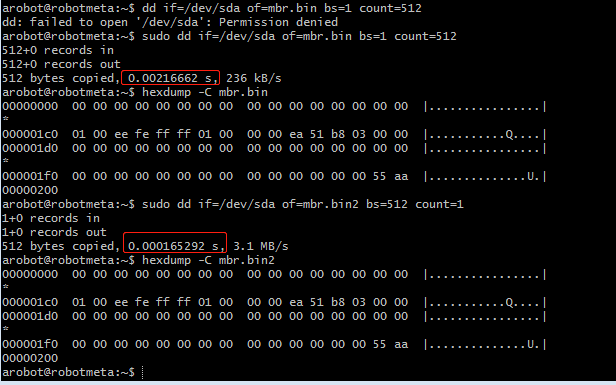 arobot@robotmeta:~$ dd if=/dev/sda of=mbr.bin bs=1 count=512
dd: failed to open '/dev/sda': Permission denied
arobot@robotmeta:~$ sudo dd if=/dev/sda of=mbr.bin bs=1 count=512
512+0 records in
512+0 records out
512 bytes copied, 0.00216662 s, 236 kB/s
arobot@robotmeta:~$ hexdump -C mbr.bin
00000000  00 00 00 00 00 00 00 00  00 00 00 00 00 00 00 00  |................|
*
000001c0  01 00 ee fe ff ff 01 00  00 00 ea 51 b8 03 00 00  |...........Q....|
000001d0  00 00 00 00 00 00 00 00  00 00 00 00 00 00 00 00  |................|
*
000001f0  00 00 00 00 00 00 00 00  00 00 00 00 00 00 55 aa  |..............U.|
00000200
arobot@robotmeta:~$ sudo dd if=/dev/sda of=mbr.bin2 bs=512 count=1
1+0 records in
1+0 records out
512 bytes copied, 0.000165292 s, 3.1 MB/s
arobot@robotmeta:~$ hexdump -C mbr.bin2
00000000  00 00 00 00 00 00 00 00  00 00 00 00 00 00 00 00  |................|
*
000001c0  01 00 ee fe ff ff 01 00  00 00 ea 51 b8 03 00 00  |...........Q....|
000001d0  00 00 00 00 00 00 00 00  00 00 00 00 00 00 00 00  |................|
*
000001f0  00 00 00 00 00 00 00 00  00 00 00 00 00 00 55 aa  |..............U.|
00000200
arobot@robotmeta:~$